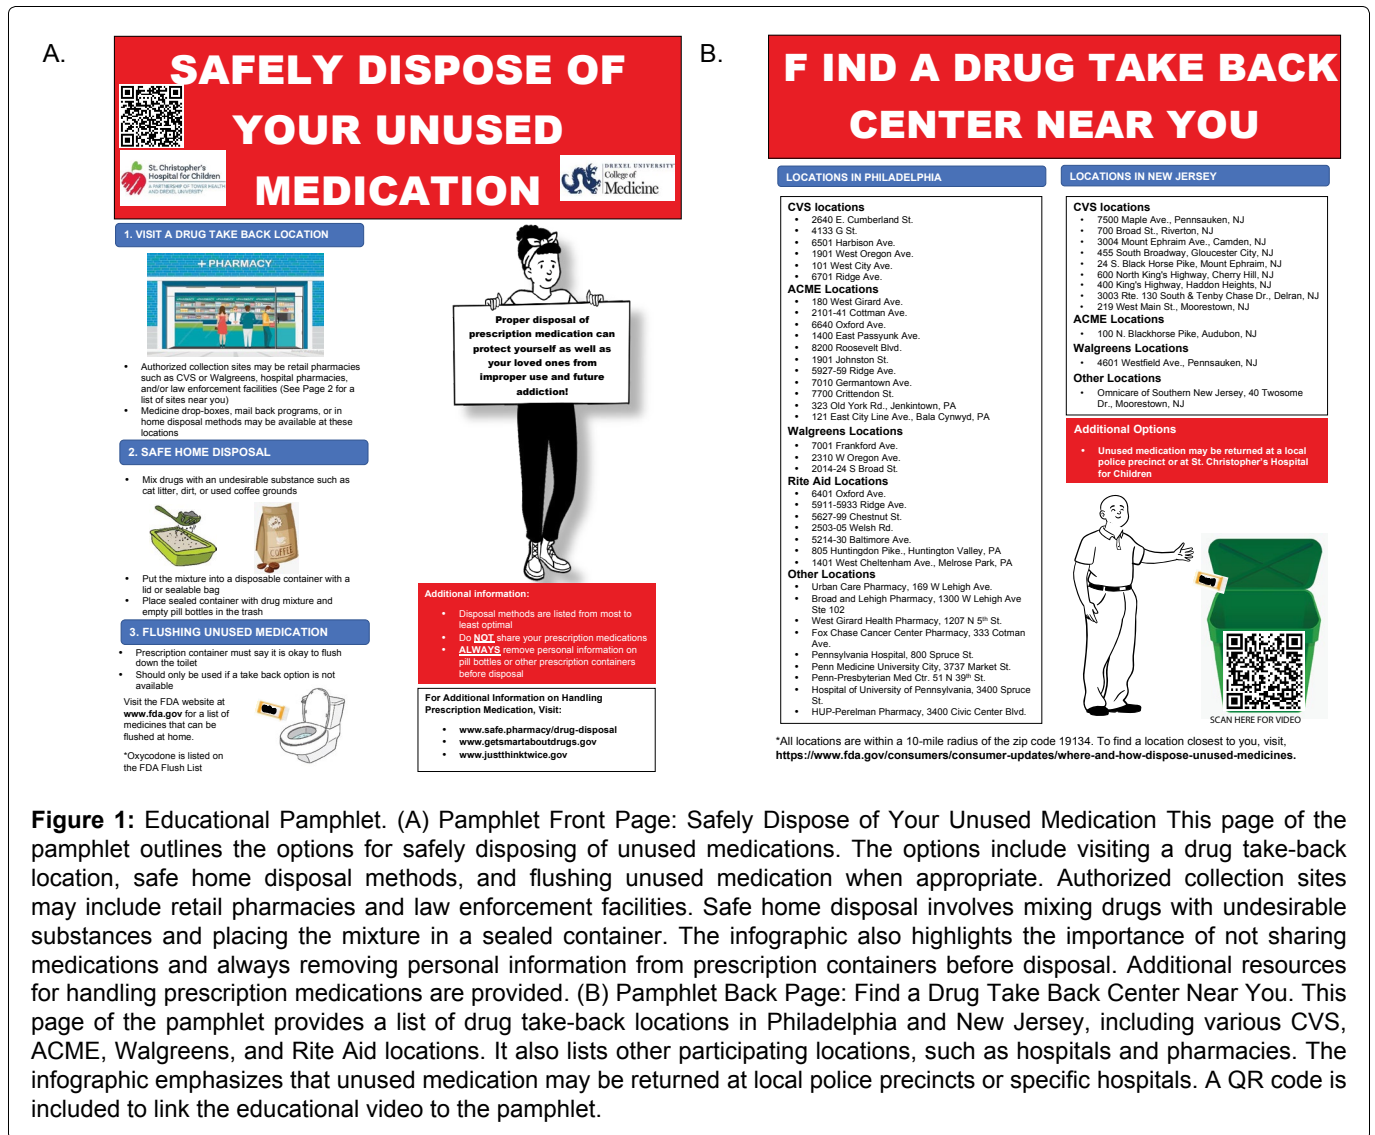 A.
SAFELY DISPOSE OF
YOUR UNUSED
MEDICATION
St. Christopher's
Hospital for Children
A PARTNERSHIP OF TOWER HEALTH
AND DREXEL UNIVERSITY
DREXEL UNIVERSITY
College of
Medicine
1. VISIT A DRUG TAKE BACK LOCATION
+ PHARMACY
• Authorized collection sites may be retail pharmacies
such as CVS or Walgreens, hospital pharmacies,
and/or law enforcement facilities (See Page 2 for a
list of sites near you)
• Medicine drop-boxes, mail back programs, or in
home disposal methods may be available at these
locations
2. SAFE HOME DISPOSAL
• Mix drugs with an undesirable substance such as
cat litter, dirt, or used coffee grounds
COFFEE
• Put the mixture into a disposable container with a
lid or sealable bag
• Place sealed container with drug mixture and
empty pill bottles in the trash
3. FLUSHING UNUSED MEDICATION
• Prescription container must say it is okay to flush
down the toilet
• Should only be used if a take back option is not
available
Visit the FDA website at
www.fda.gov for a list of
medicines that can be
flushed at home.
*Oxycodone is listed on
the FDA Flush List
Proper disposal of
prescription medication can
protect yourself as well as
your loved ones from
improper use and future
addiction!
Additional information:
• Disposal methods are listed from most to
least optimal
• Do NOT share your prescription medications
• ALWAYS remove personal information on
pill bottles or other prescription containers
before disposal
For Additional Information on Handling
Prescription Medication, Visit:
• www.safe.pharmacy/drug-disposal
• www.getsmartaboutdrugs.gov
• www.justthinktwice.gov
B.
F IND A DRUG TAKE BACK
CENTER NEAR YOU
LOCATIONS IN PHILADELPHIA
CVS locations
• 2640 E. Cumberland St.
• 4133 G St.
• 6501 Harbison Ave.
• 1901 West Oregon Ave.
• 101 West City Ave.
• 6701 Ridge Ave.
ACME Locations
• 180 West Girard Ave.
• 2101-41 Cottman Ave.
• 6640 Oxford Ave.
• 1400 East Passyunk Ave.
• 8200 Roosevelt Blvd.
• 1901 Johnston St.
• 5927-59 Ridge Ave.
• 7010 Germantown Ave.
• 7700 Crittendon St.
• 323 Old York Rd., Jenkintown, PA
• 121 East City Line Ave., Bala Cynwyd, PA
Walgreens Locations
• 7001 Frankford Ave.
• 2310 W Oregon Ave.
• 2014-24 S Broad St.
Rite Aid Locations
• 6401 Oxford Ave.
• 5911-5933 Ridge Ave.
• 5627-99 Chestnut St.
• 2503-05 Welsh Rd.
• 5214-30 Baltimore Ave.
• 805 Huntingdon Pike., Huntington Valley, PA
• 1401 West Cheltenham Ave., Melrose Park, PA
Other Locations
• Urban Care Pharmacy, 169 W Lehigh Ave.
• Broad and Lehigh Pharmacy, 1300 W Lehigh Ave
Ste 102
• West Girard Health Pharmacy, 1207 N 5th St.
• Fox Chase Cancer Center Pharmacy, 333 Cotman
Ave.
• Pennsylvania Hospital, 800 Spruce St.
• Penn Medicine University City, 3737 Market St.
• Penn-Presbyterian Med Ctr. 51 N 39th St.
• Hospital of University of Pennsylvania, 3400 Spruce
St.
• HUP-Perelman Pharmacy, 3400 Civic Center Blvd.
LOCATIONS IN NEW JERSEY
CVS locations
• 7500 Maple Ave., Pennsauken, NJ
• 700 Broad St., Riverton, NJ
• 3004 Mount Ephraim Ave., Camden, NJ
• 455 South Broadway, Gloucester City, NJ
• 24 S. Black Horse Pike, Mount Ephraim, NJ
• 600 North King's Highway, Cherry Hill, NJ
• 400 King's Highway, Haddon Heights, NJ
• 3003 Rte. 130 South & Tenby Chase Dr., Delran, NJ
• 219 West Main St., Moorestown, NJ
ACME Locations
• 100 N. Blackhorse Pike, Audubon, NJ
Walgreens Locations
• 4601 Westfield Ave., Pennsauken, NJ
Other Locations
• Omnicare of Southern New Jersey, 40 Twosome
Dr., Moorestown, NJ
Additional Options
• Unused medication may be returned at a local
police precinct or at St. Christopher's Hospital
for Children
SCAN HERE FOR VIDEO
*All locations are within a 10-mile radius of the zip code 19134. To find a location closest to you, visit,
https://www.fda.gov/consumers/consumer-updates/where-and-how-dispose-unused-medicines.
Figure 1: Educational Pamphlet. (A) Pamphlet Front Page: Safely Dispose of Your Unused Medication This page of the
pamphlet outlines the options for safely disposing of unused medications. The options include visiting a drug take-back
location, safe home disposal methods, and flushing unused medication when appropriate. Authorized collection sites
may include retail pharmacies and law enforcement facilities. Safe home disposal involves mixing drugs with undesirable
substances and placing the mixture in a sealed container. The infographic also highlights the importance of not sharing
medications and always removing personal information from prescription containers before disposal. Additional resources
for handling prescription medications are provided. (B) Pamphlet Back Page: Find a Drug Take Back Center Near You. This
page of the pamphlet provides a list of drug take-back locations in Philadelphia and New Jersey, including various CVS,
ACME, Walgreens, and Rite Aid locations. It also lists other participating locations, such as hospitals and pharmacies. The
infographic emphasizes that unused medication may be returned at local police precincts or specific hospitals. A QR code is
included to link the educational video to the pamphlet.